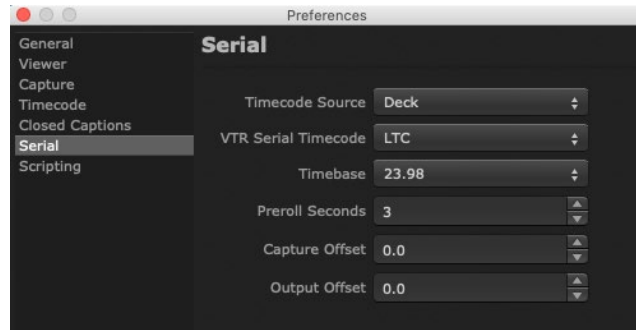 Preferences
General
Viewer
Capture
Timecode
Closed Captions
Serial
Scripting
Serial
Timecode Source Deck
VTR Serial Timecode LTC
Timebase 23.98
Preroll Seconds 3
Capture Offset 0.0
Output Offset 0.0